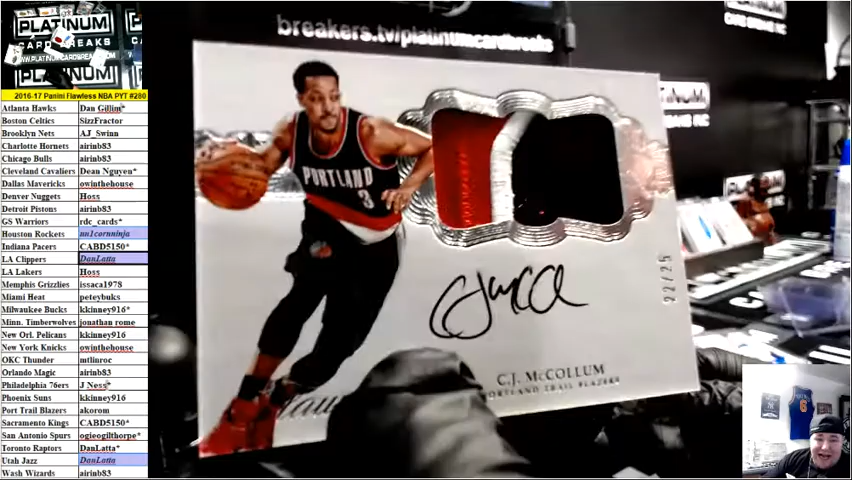 PLATINUM
CARD BREAKS
PLATINUM
2016-17 Panini Flawless NBA PYT #280
Atlanta Hawks Dan Gillim*
Boston Celtics SizzFractor
Brooklyn Nets AJ_Swinn
Charlotte Hornets airinb83
Chicago Bulls airinb83
Cleveland Cavaliers Dean Nguyen*
Dallas Mavericks owinthehouse
Denver Nuggets Hoss
Detroit Pistons airinb83
GS Warriors rdc_cards*
Houston Rockets nn1cornninja
Indiana Pacers CABD5150*
LA Clippers DanLatta
LA Lakers Hoss
Memphis Grizzlies issaca1978
Miami Heat peteybuks
Milwaukee Bucks kkinney916*
Minn. Timberwolves jonathan rome
New Orl. Pelicans kkinney916
New York Knicks owinthehouse
OKC Thunder mtlinroc
Orlando Magic airinb83
Philadelphia 76ers J Ness*
Phoenix Suns kkinney916
Port Trail Blazers akorom
Sacramento Kings CABD5150*
San Antonio Spurs ogieogilthorpe*
Toronto Raptors DanLatta*
Utah Jazz DanLatta
Wash Wizards airinb83
breakers.tv/platinumcardbreaks
PORTLAND
3
22/25
C.J. McCOLLUM
PORTLAND TRAIL BLAZERS
6